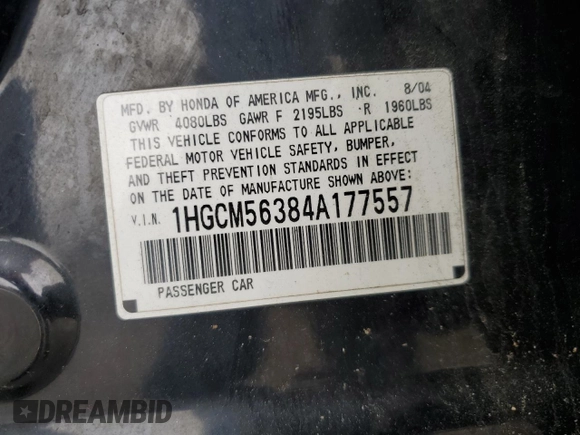 MFD. BY HONDA OF AMERICA MFG., INC. 8/04
GVWR 4080LBS GAWR F 2195LBS R 1960LBS
THIS VEHICLE CONFORMS TO ALL APPLICABLE
FEDERAL MOTOR VEHICLE SAFETY, BUMPER,
AND THEFT PREVENTION STANDARDS IN EFFECT
ON THE DATE OF MANUFACTURE SHOWN ABOVE:
V.I.N. 1HGCM56384A177557
PASSENGER CAR
DREAMBID